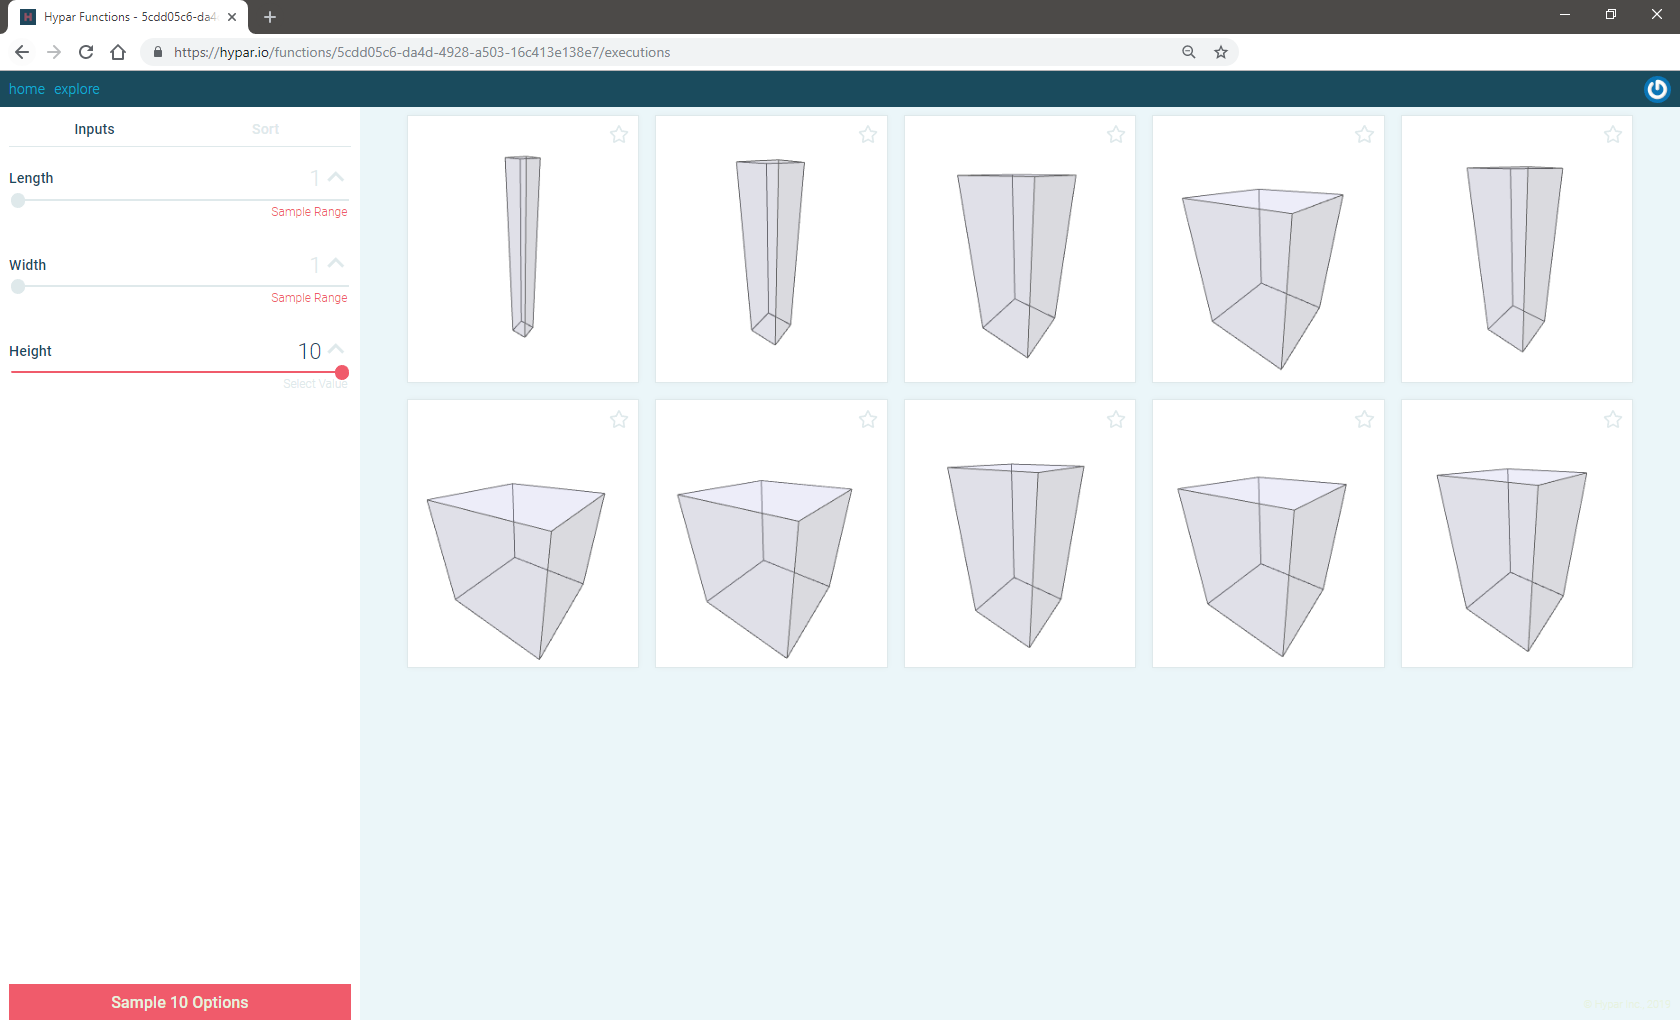 Hypar Functions - 5cdd05c6-da4
https://hypar.io/functions/5cdd05c6-da4d-4928-a503-16c413e138e7/executions
home explore
Inputs Sort
Length 1
Sample Range
Width 1
Sample Range
Height 10
Select Value
Sample 10 Options